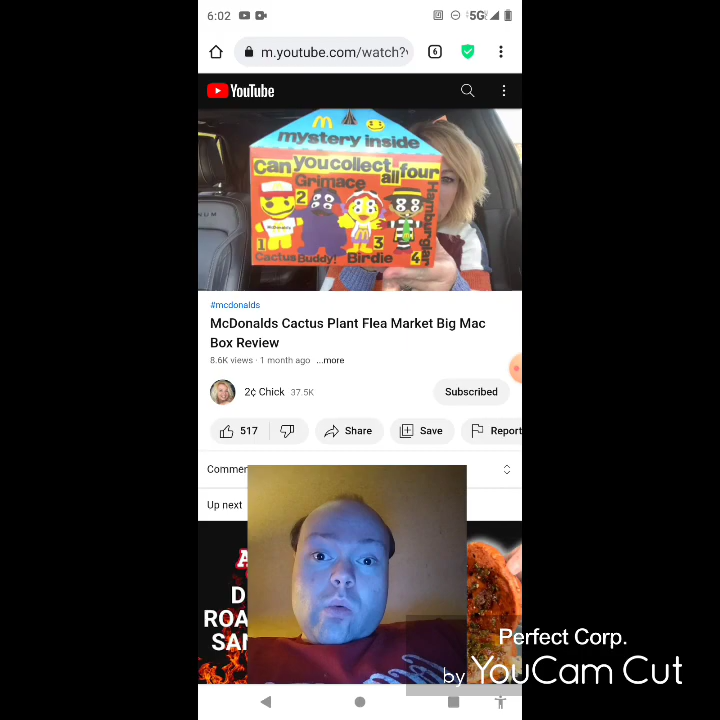 6:02
5G
m.youtube.com/watch?v
6
YouTube
mystery inside
can you collect all four
Grimace
Hamburglar
2
1
3
4
Cactus Buddy!
Birdie
#mcdonalds
McDonalds Cactus Plant Flea Market Big Mac
Box Review
8.6K views · 1 month ago ...more
2¢ Chick 37.5K
Subscribed
517
Share
Save
Report
Up next
Perfect Corp.
by YouCam Cut